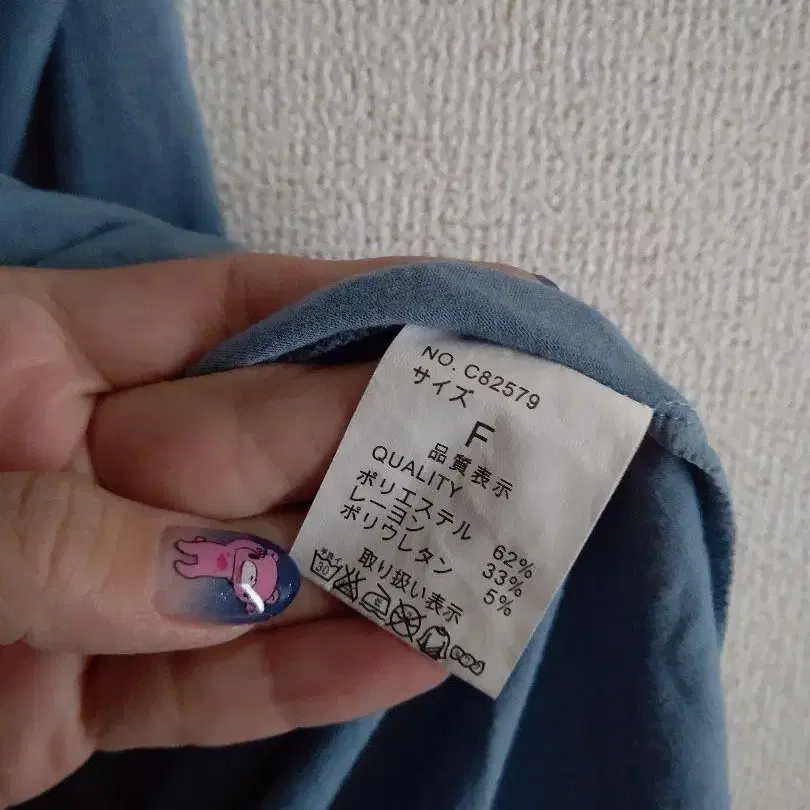 NO. C82579
サイズ
F
品質表示
QUALITY
ポリエステル 62%
レーヨン 33%
ポリウレタン 5%
取り扱い表示
30